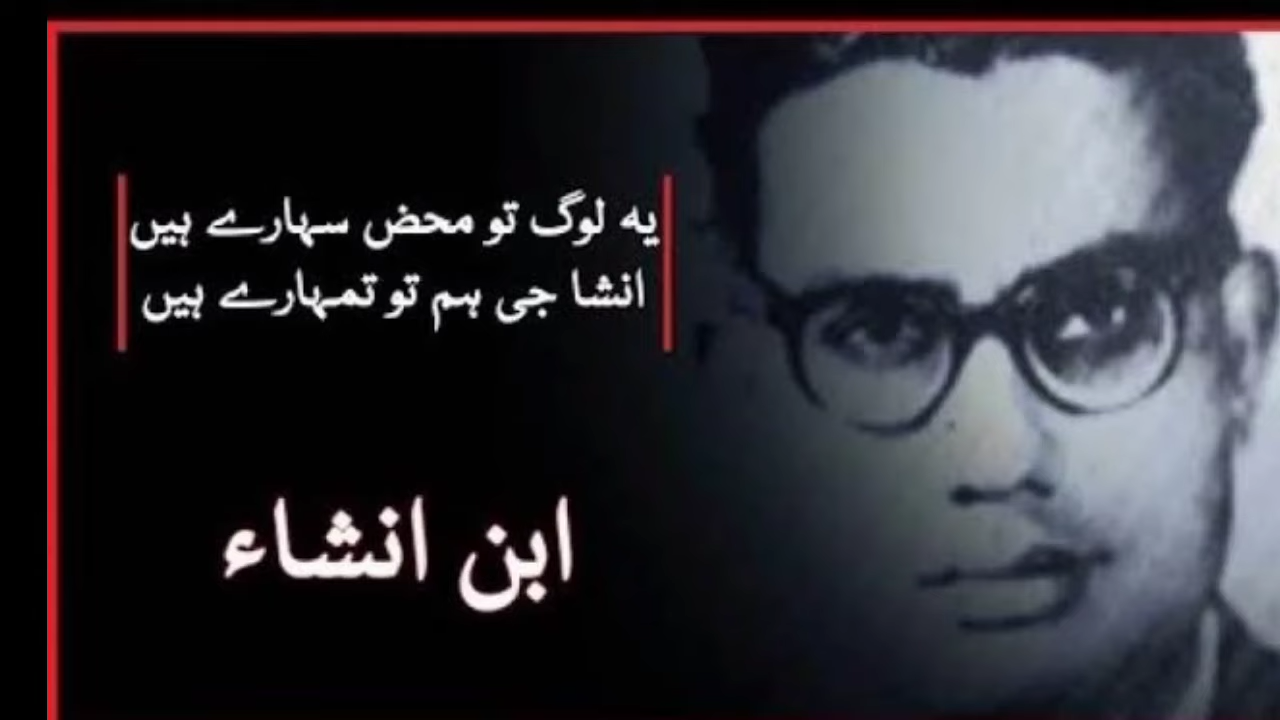 یہ لوگ تو محض سہارے ہیں
انشا جی ہم تو تمہارے ہیں
ابن انشاء